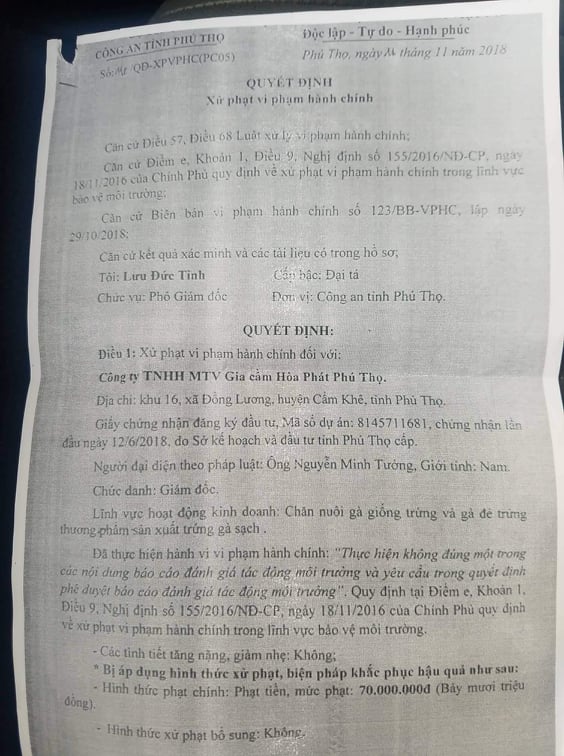 CÔNG AN TỈNH PHÚ THỌ
Độc lập - Tự do - Hạnh phúc
Số: /QĐ-XPVPHC(PC05)
Phú Thọ, ngày tháng 11 năm 2018
QUYẾT ĐỊNH
Xử phạt vi phạm hành chính
Căn cứ Điều 57, Điều 68 Luật xử lý vi phạm hành chính;
Căn cứ Điểm e, Khoản 1, Điều 9, Nghị định số 155/2016/NĐ-CP, ngày
18/11/2016 của Chính Phủ quy định về xử phạt vi phạm hành chính trong lĩnh vực
bảo vệ môi trường;
Căn cứ Biên bản vi phạm hành chính số 123/BB-VPHC, lập ngày
29/10/2018;
Căn cứ kết quả xác minh và các tài liệu có trong hồ sơ;
Tôi: Lưu Đức Tĩnh Cấp bậc: Đại tá
Chức vụ: Phó Giám đốc Đơn vị: Công an tỉnh Phú Thọ.
QUYẾT ĐỊNH:
Điều 1: Xử phạt vi phạm hành chính đối với:
Công ty TNHH MTV Gia cầm Hòa Phát Phú Thọ.
Địa chỉ: khu 16, xã Đồng Lương, huyện Cẩm Khê, tỉnh Phú Thọ.
Giấy chứng nhận đăng ký đầu tư, Mã số dự án: 8145711681, chứng nhận lần
đầu ngày 12/6/2018. do Sở kế hoạch và đầu tư tỉnh Phú Thọ cấp.
Người đại diện theo pháp luật: Ông Nguyễn Minh Tường, Giới tính: Nam.
Chức danh: Giám đốc.
Lĩnh vực hoạt động kinh doanh: Chăn nuôi gà giống trứng và gà đẻ trứng
thương phẩm sản xuất trứng gà sạch .
Đã thực hiện hành vi vi phạm hành chính: "Thực hiện không đúng một trong
các nội dung báo cáo đánh giá tác động môi trường và yêu cầu trong quyết định
phê duyệt báo cáo đánh giá tác động môi trường". Quy định tại Điểm e, Khoản 1,
Điều 9, Nghị định số 155/2016/NĐ-CP, ngày 18/11/2016 của Chính Phủ quy định
về xử phạt vi phạm hành chính trong lĩnh vực bảo vệ môi trường.
- Các tình tiết tăng nặng, giảm nhẹ: Không;
* Bị áp dụng hình thức xử phạt, biện pháp khắc phục hậu quả như sau:
- Hình thức phạt chính: Phạt tiền, mức phạt: 70.000.000đ (Bảy mươi triệu
đồng).
- Hình thức xử phạt bổ sung: Không.